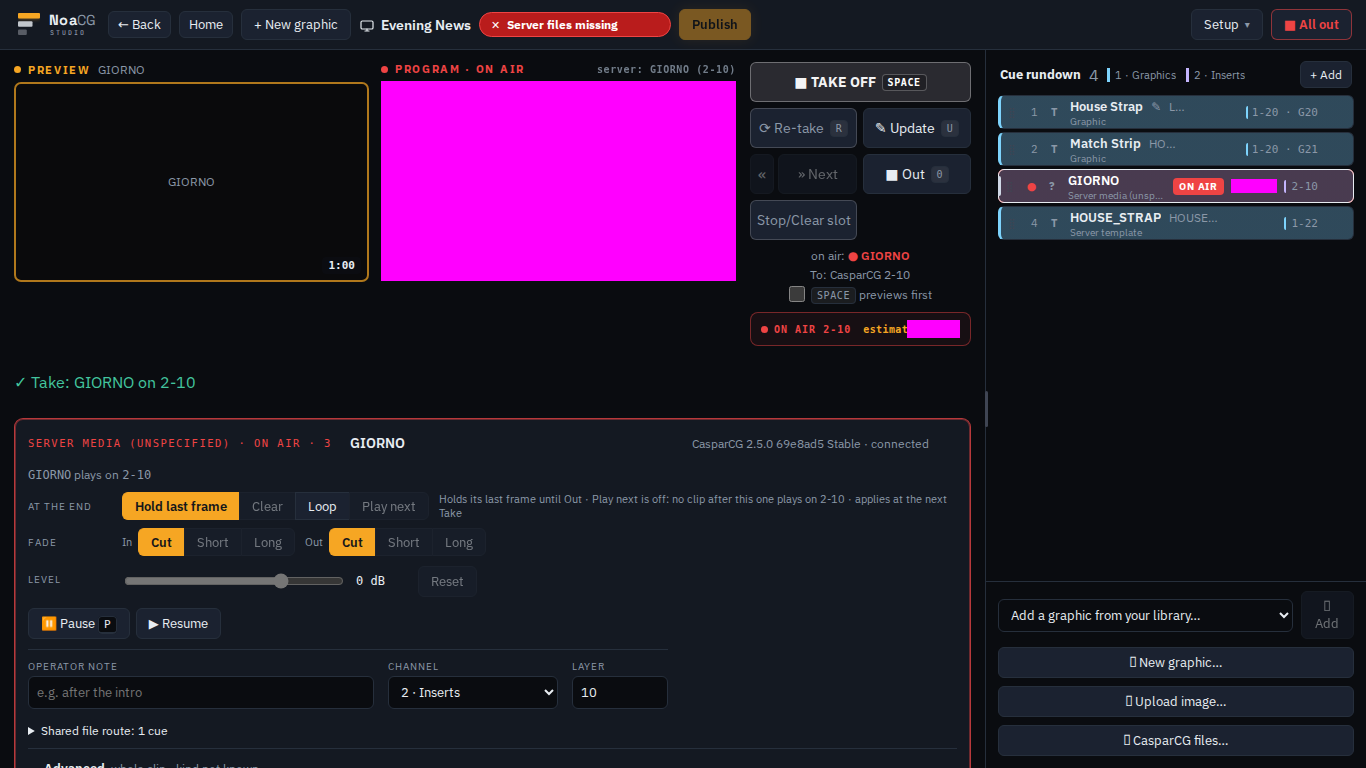 NoaCG
STUDIO
← Back
Home
+ New graphic
Evening News
× Server files missing
Publish
Setup ▾
■ All out
● PREVIEW GIORNO
GIORNO
1:00
● PROGRAM · ON AIR
server: GIORNO (2-10)
■ TAKE OFF SPACE
⟳ Re-take R
✎ Update U
«
» Next
■ Out 0
Stop/Clear slot
on air: ● GIORNO
To: CasparCG 2-10
SPACE previews first
● ON AIR 2-10 estimat
✓ Take: GIORNO on 2-10
SERVER MEDIA (UNSPECIFIED) · ON AIR · 3 GIORNO
CasparCG 2.5.0 69e8ad5 Stable · connected
GIORNO plays on 2-10
AT THE END
Hold last frame
Clear
Loop
Play next
Holds its last frame until Out · Play next is off: no clip after this one plays on 2-10 · applies at the next
Take
FADE
In
Cut
Short
Long
Out
Cut
Short
Long
LEVEL
0 dB
Reset
⏸ Pause P
▶ Resume
OPERATOR NOTE
CHANNEL
LAYER
e.g. after the intro
2 · Inserts
10
▶ Shared file route: 1 cue
Advanced whole clip · kind not known
Cue rundown 4
1 · Graphics
2 · Inserts
+ Add
1 T House Strap ✎ L… 1-20 · G20
Graphic
2 T Match Strip HO… 1-20 · G21
Graphic
● ? GIORNO ON AIR 2-10
Server media (unsp…
4 T HOUSE_STRAP HOUSE… 1-22
Server template
Add a graphic from your library…
Add
New graphic…
Upload image…
CasparCG files…